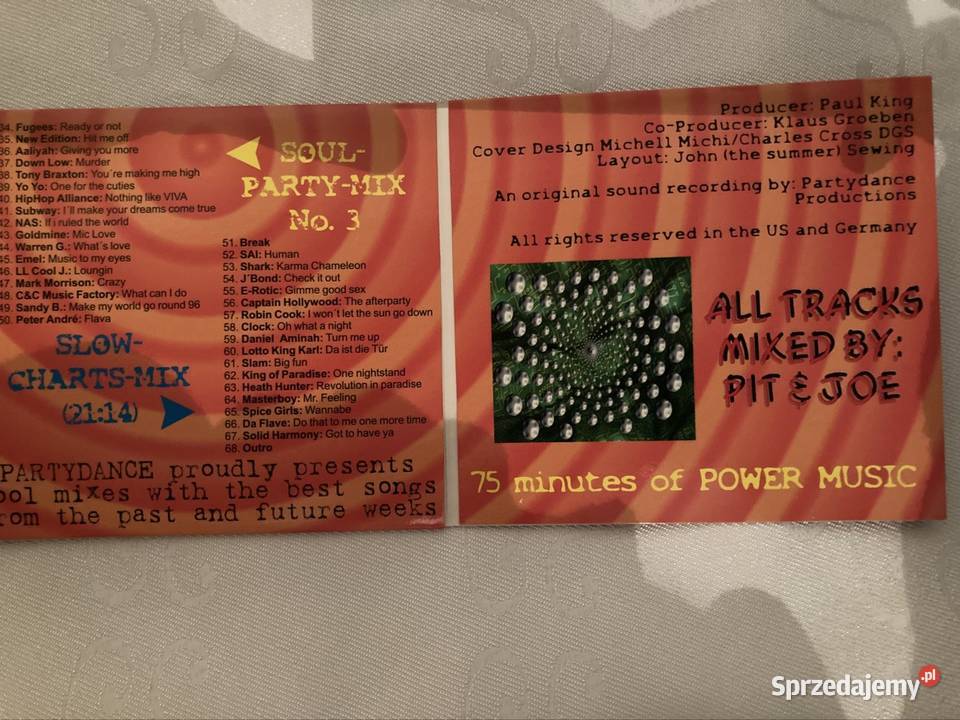 34. Fugees: Ready or not
35. New Edition: Hit me off
36. Aaliyah: Giving you more
37. Down Low: Murder
38. Tony Braxton: You´re making me high
39. Yo Yo: One for the cuties
40. HipHop Alliance: Nothing like VIVA
41. Subway: I´ll make your dreams come true
42. NAS: If i ruled the world
43. Goldmine: Mic Love
44. Warren G.: What´s love
45. Emel: Music to my eyes
46. LL Cool J.: Loungin
47. Mark Morrison: Crazy
48. C&C Music Factory: What can I do
49. Sandy B.: Make my world go round 96
50. Peter André: Flava
SLOW-
CHARTS-MIX
(21:14)
SOUL-
PARTY-MIX
No. 3
51. Break
52. SAI: Human
53. Shark: Karma Chameleon
54. J´Bond: Check it out
55. E-Rotic: Gimme good sex
56. Captain Hollywood: The afterparty
57. Robin Cook: I won´t let the sun go down
58. Clock: Oh what a night
59. Daniel Aminah: Turn me up
60. Lotto King Karl: Da ist die Tür
61. Slam: Big fun
62. King of Paradise: One nightstand
63. Heath Hunter: Revolution in paradise
64. Masterboy: Mr. Feeling
65. Spice Girls: Wannabe
66. Da Flave: Do that to me one more time
67. Solid Harmony: Got to have ya
68. Outro
PARTYDANCE proudly presents
ool mixes with the best songs
rom the past and future weeks
Producer: Paul King
Co-Producer: Klaus Groeben
Cover Design Michell Michi/Charles Cross DGS
Layout: John (the summer) Sewing
An original sound recording by: Partydance
Productions
All rights reserved in the US and Germany
ALL TRACKS
MIXED BY:
PIT & JOE
75 minutes of POWER MUSIC
Sprzedajemy.pl